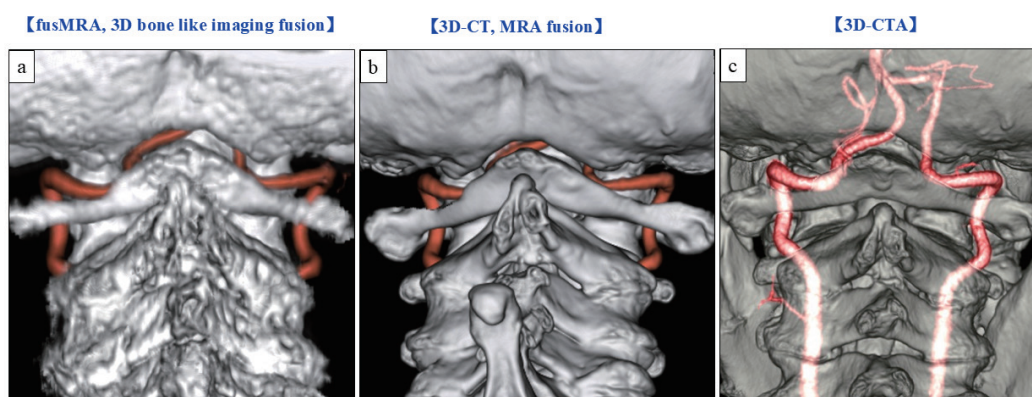 【fusMRA, 3D bone like imaging fusion】
【3D-CT, MRA fusion】
【3D-CTA】
a
b
c